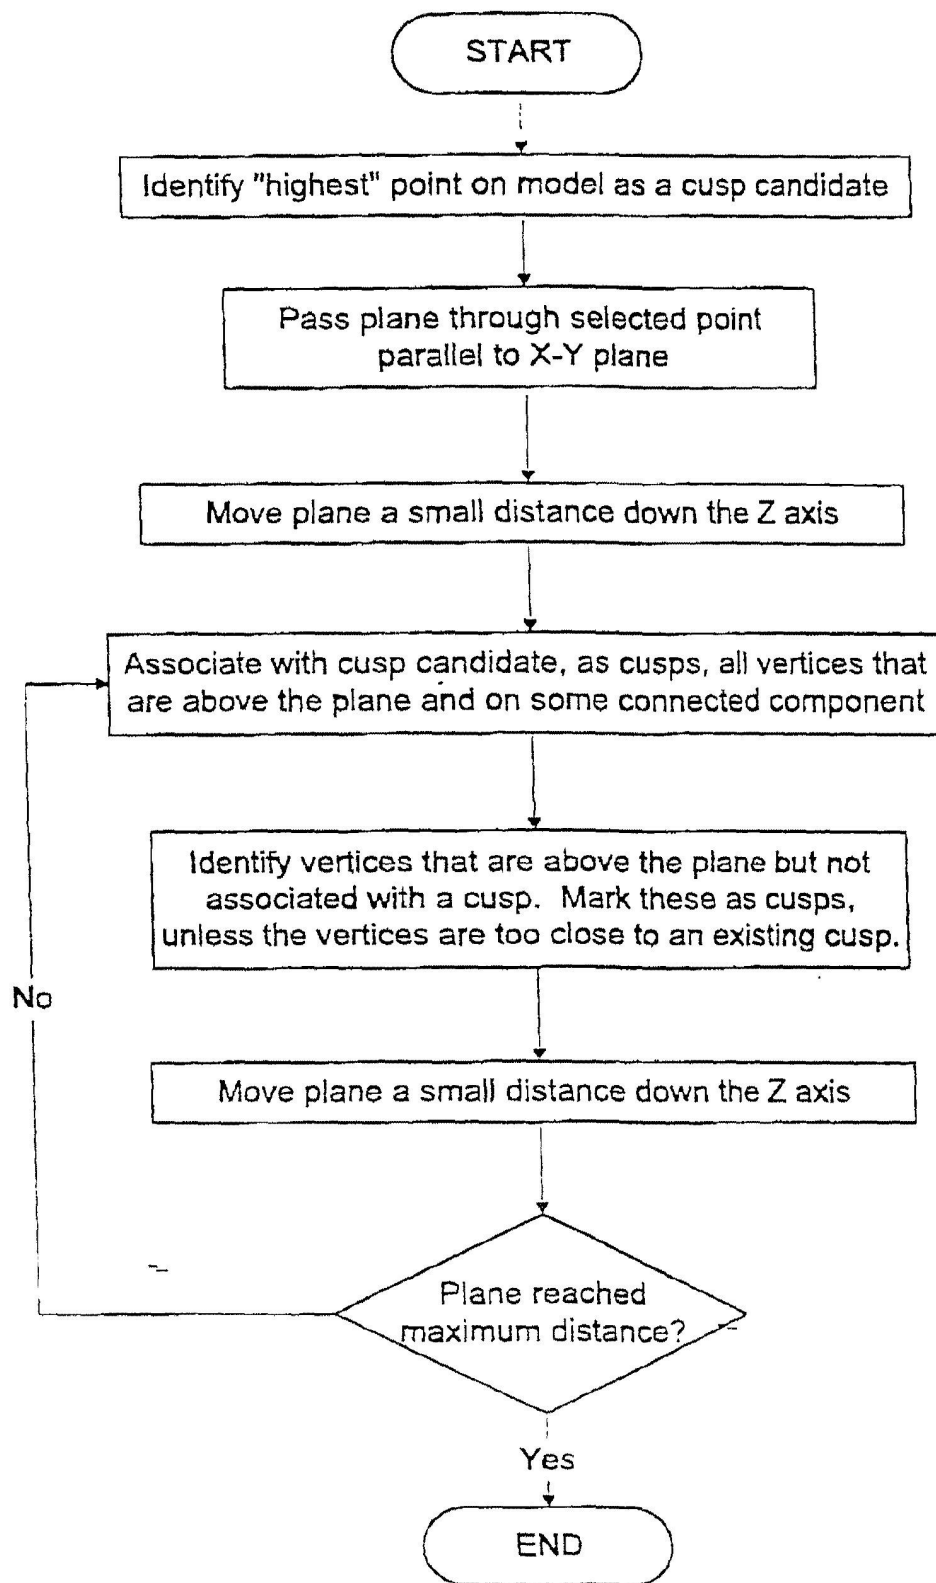 START
Identify "highest" point on model as a cusp candidate
Pass plane through selected point
parallel to X-Y plane
Move plane a small distance down the Z axis
Associate with cusp candidate, as cusps, all vertices that
are above the plane and on some connected component
Identify vertices that are above the plane but not
associated with a cusp. Mark these as cusps,
unless the vertices are too close to an existing cusp.
No
Move plane a small distance down the Z axis
Plane reached
maximum distance?
Yes
END